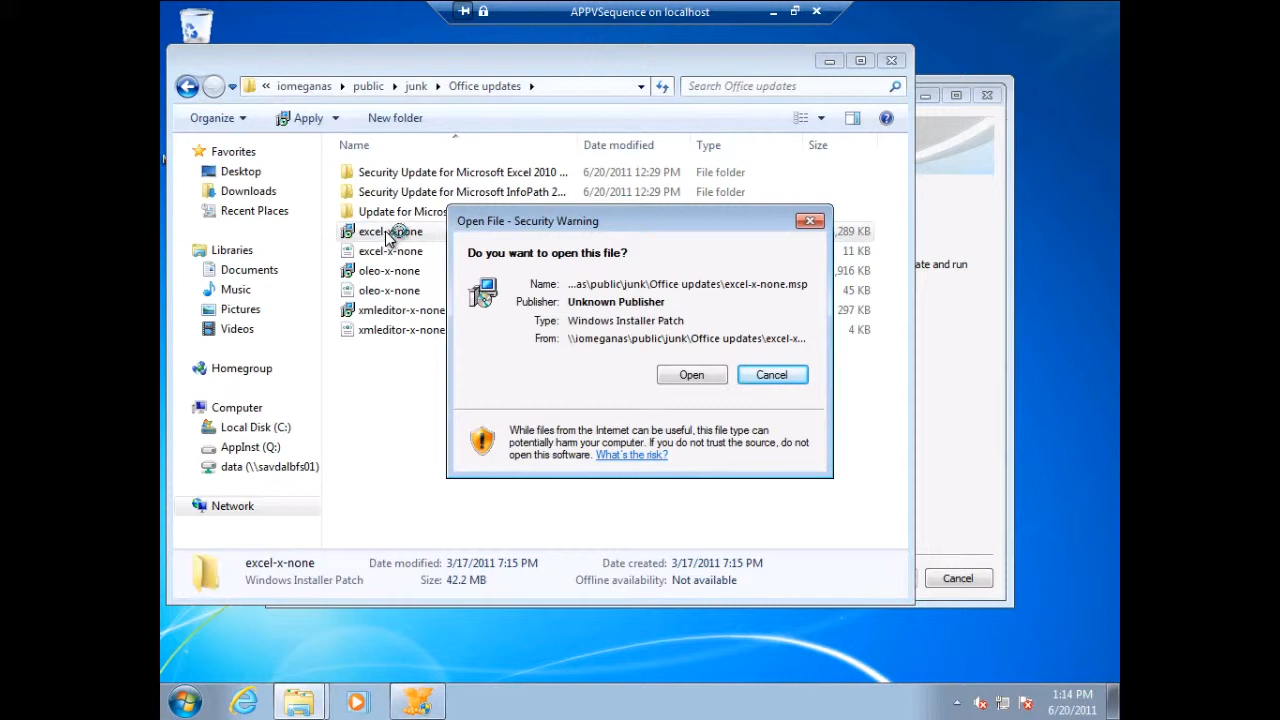 APPVSequence on localhost
« iomeganas ▸ public ▸ junk ▸ Office updates ▸
Search Office updates
Organize
Apply
New folder
Name
Date modified
Type
Size
Favorites
Desktop
Downloads
Recent Places
Libraries
Documents
Music
Pictures
Videos
Homegroup
Computer
Local Disk (C:)
AppInst (Q:)
data (\\savdalbfs01)
Network
Security Update for Microsoft Excel 2010 ... 6/20/2011 12:29 PM File folder
Security Update for Microsoft InfoPath 2... 6/20/2011 12:29 PM File folder
Update for Micros
excel-x-none ,289 KB
excel-x-none 11 KB
oleo-x-none ,916 KB
oleo-x-none 45 KB
xmleditor-x-none 297 KB
xmleditor-x-none 4 KB
Open File - Security Warning
Do you want to open this file?
Name: ...as\public\junk\Office updates\excel-x-none.msp
Publisher: Unknown Publisher
Type: Windows Installer Patch
From: \\iomeganas\public\junk\Office updates\excel-x...
Open
Cancel
While files from the Internet can be useful, this file type can
potentially harm your computer. If you do not trust the source, do not
open this software. What's the risk?
ate and run
Cancel
excel-x-none Date modified: 3/17/2011 7:15 PM Date created: 3/17/2011 7:15 PM
Windows Installer Patch Size: 42.2 MB Offline availability: Not available
1:14 PM
6/20/2011